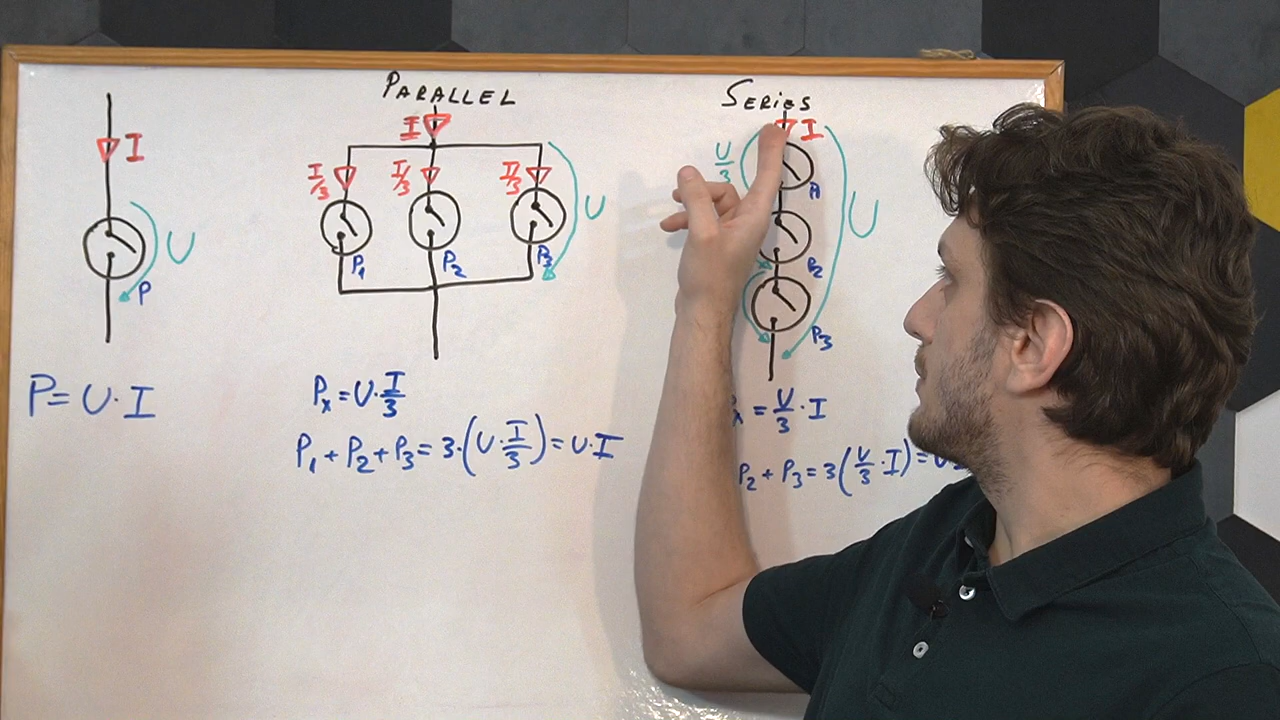 PARALLEL
SERIES
I
I
I
I/3
I/3
I/3
U
U/3
U
U
P
P1
P2
P3
P2
P3
P = U · I
Px = U · I/3
P1 + P2 + P3 = 3 · (U · I/3) = U · I
x = U/3 · I
P2 + P3 = 3 (U/3 · I) =